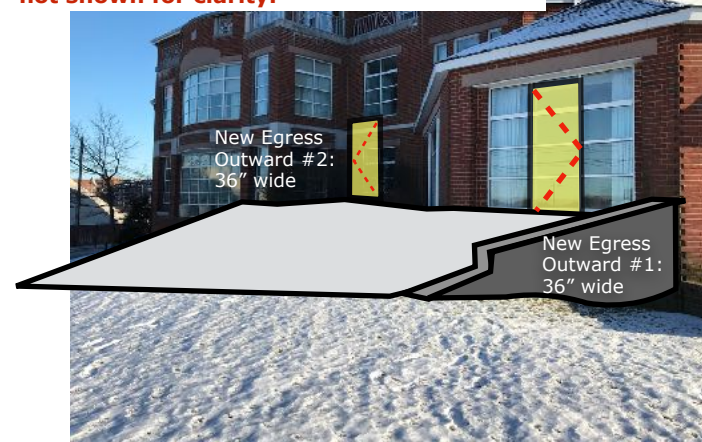 not shown for clarity.
New Egress
Outward #2:
36” wide
New Egress
Outward #1:
36” wide